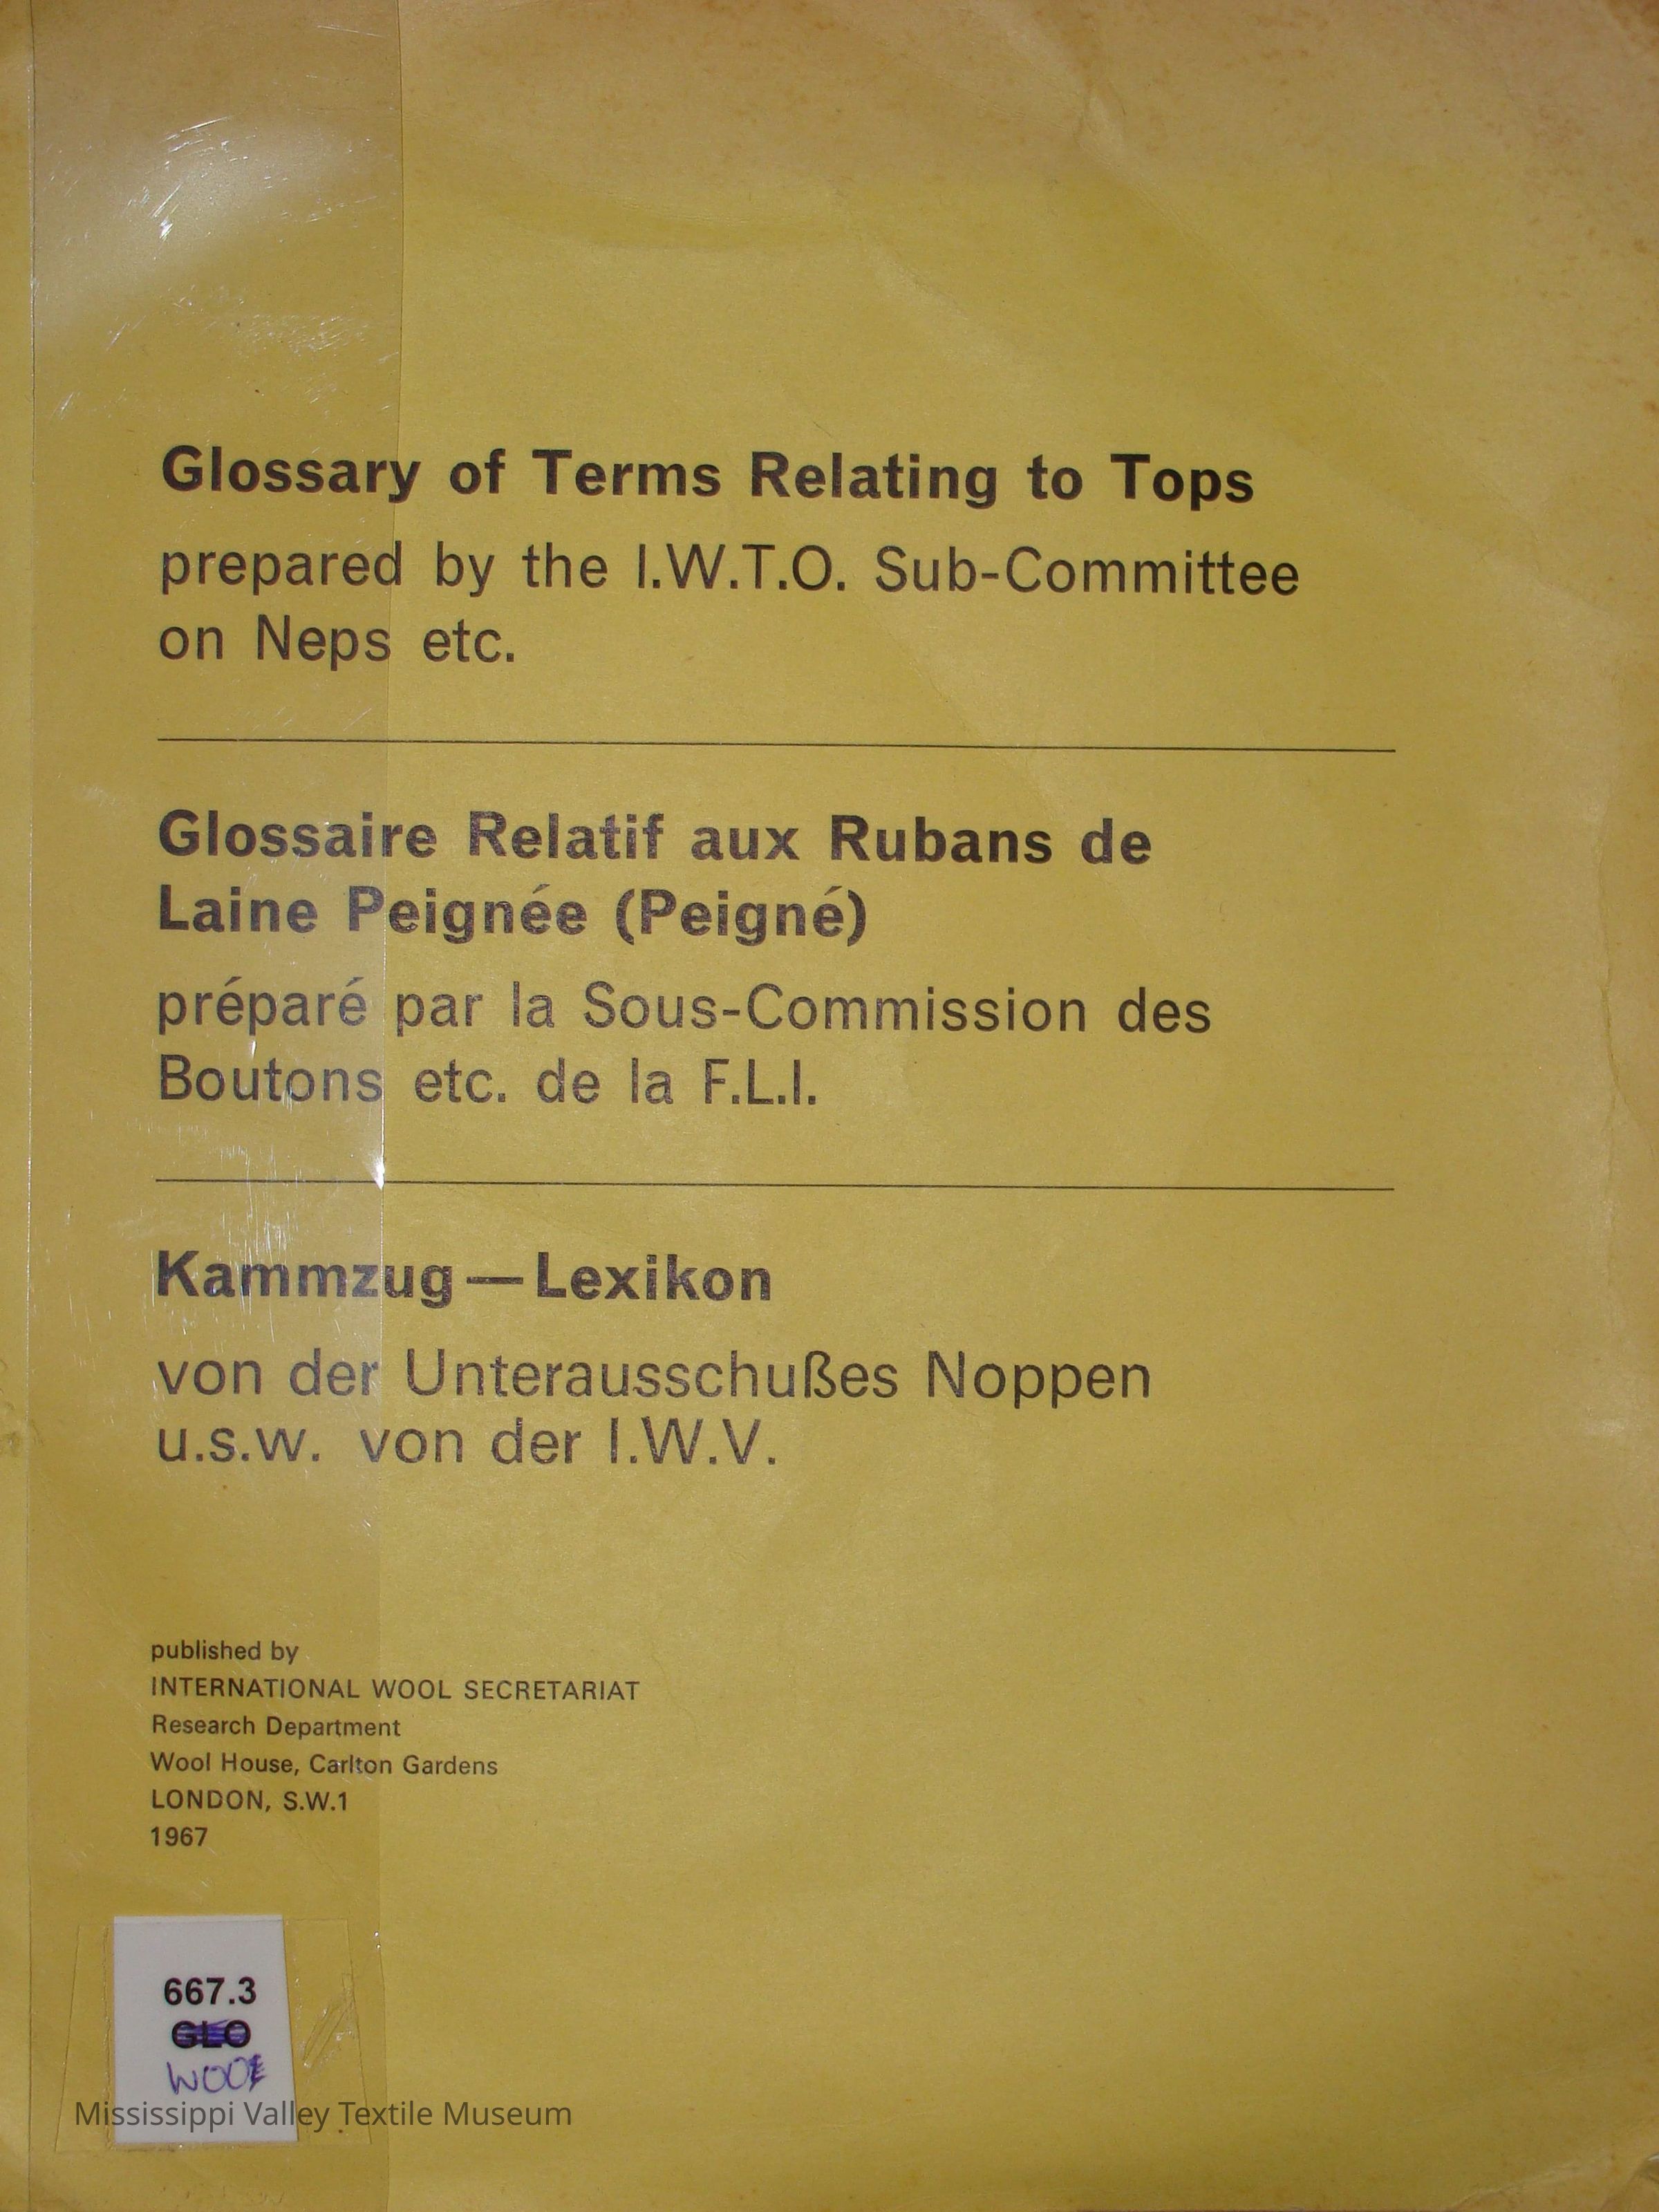 Glossary of Terms Relating to Tops
prepared by the I.W.T.O. Sub-Committee
on Neps etc.
Glossaire Relatif aux Rubans de
Laine Peignée (Peigné)
préparé par la Sous-Commission des
Boutons etc. de la F.L.I.
Kammzug—Lexikon
von der Unterausschußes Noppen
u.s.w. von der I.W.V.
published by
INTERNATIONAL WOOL SECRETARIAT
Research Department
Wool House, Carlton Gardens
LONDON, S.W.1
1967
667.3
GLO
Mississippi Valley Textile Museum